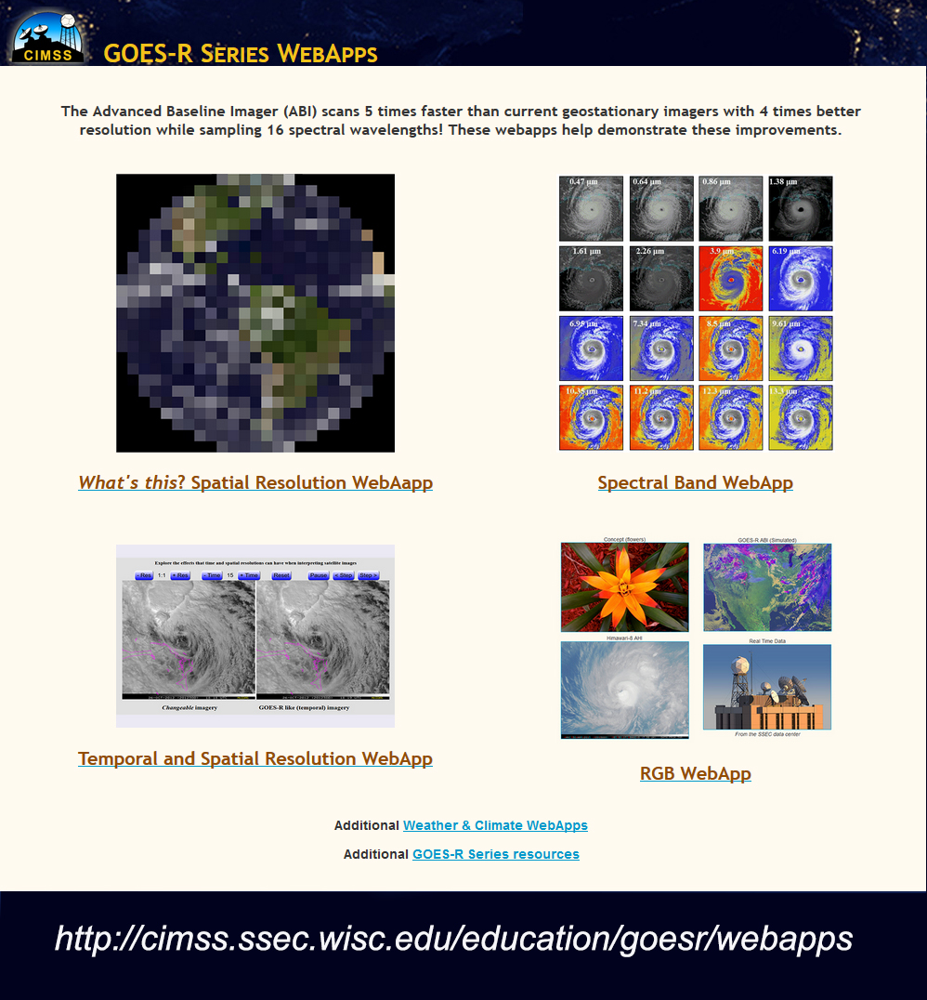 CIMSS
GOES-R Series WebApps
The Advanced Baseline Imager (ABI) scans 5 times faster than current geostationary imagers with 4 times better
resolution while sampling 16 spectral wavelengths! These webapps help demonstrate these improvements.
0.47 µm 0.64 µm 0.86 µm 1.38 µm
1.61 µm 2.26 µm 3.9 µm 6.19 µm
6.95 µm 7.34 µm 8.5 µm 9.61 µm
10.35 µm 11.2 µm 12.3 µm 13.3 µm
What's this? Spatial Resolution WebAapp
Spectral Band WebApp
Explore the effects that time and spatial resolutions can have when interpreting satellite images
- Res 1:1 + Res - Time 15 + Time Reset Pause < Step Step >
Changeable imagery
GOES-R like (temporal) imagery
Temporal and Spatial Resolution WebApp
Concept (flowers)
GOES-R ABI (Simulated)
Himawari-8 AHI
Real Time Data
From the SSEC data center
RGB WebApp
Additional Weather & Climate WebApps
Additional GOES-R Series resources
http://cimss.ssec.wisc.edu/education/goesr/webapps